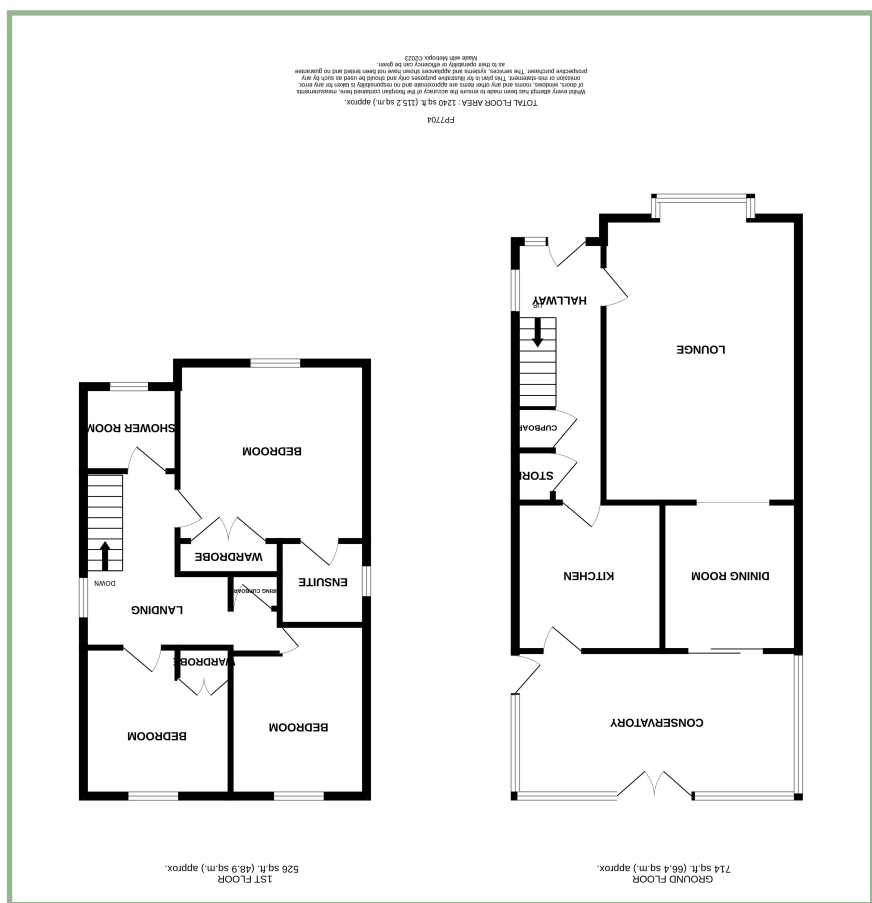 GROUND FLOOR
714 sq.ft. (66.4 sq.m.) approx.
1ST FLOOR
526 sq.ft. (48.9 sq.m.) approx.
CONSERVATORY
DINING ROOM
KITCHEN
STORE
CUPBOARD
LOUNGE
UP
HALLWAY
BEDROOM
BEDROOM
WARDROBE
LANDING
DOWN
AIRING CUPBOARD
ENSUITE
WARDROBE
BEDROOM
SHOWER ROOM
FP7704
TOTAL FLOOR AREA : 1240 sq.ft. (115.2 sq.m.) approx.
Whilst every attempt has been made to ensure the accuracy of the floorplan contained here, measurements
of doors, windows, rooms and any other items are approximate and no responsibility is taken for any error,
omission or mis-statement. This plan is for illustrative purposes only and should be used as such by any
prospective purchaser. The services, systems and appliances shown have not been tested and no guarantee
as to their operability or efficiency can be given.
Made with Metropix ©2023